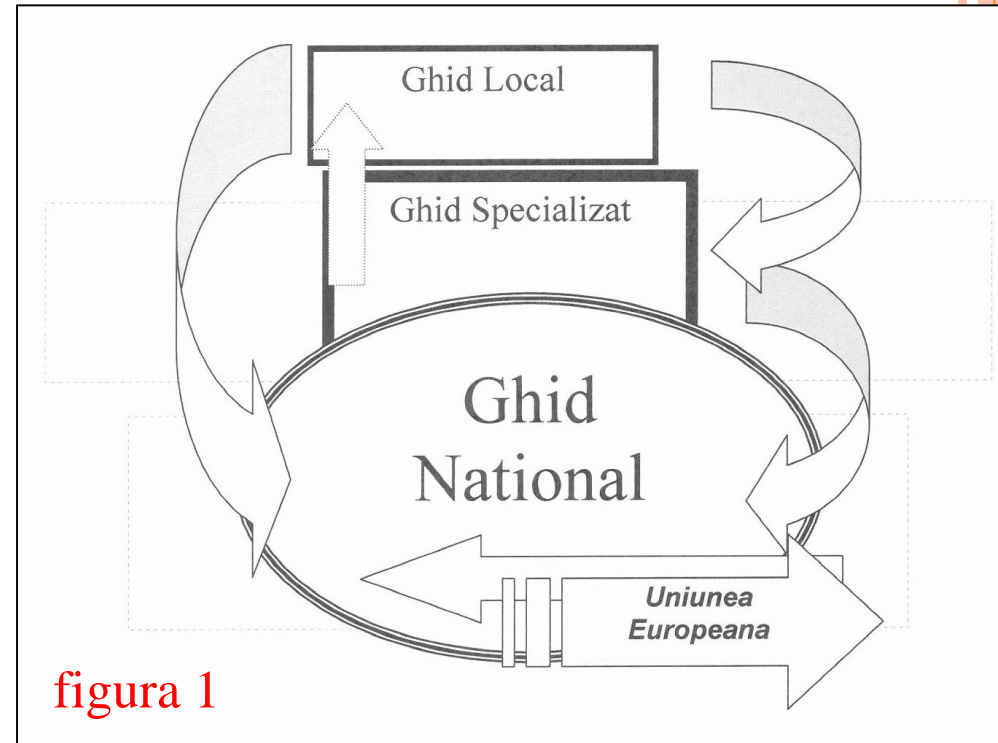 Ghid Local
Ghid Specializat
Ghid
National
Uniunea
Europeana
figura 1